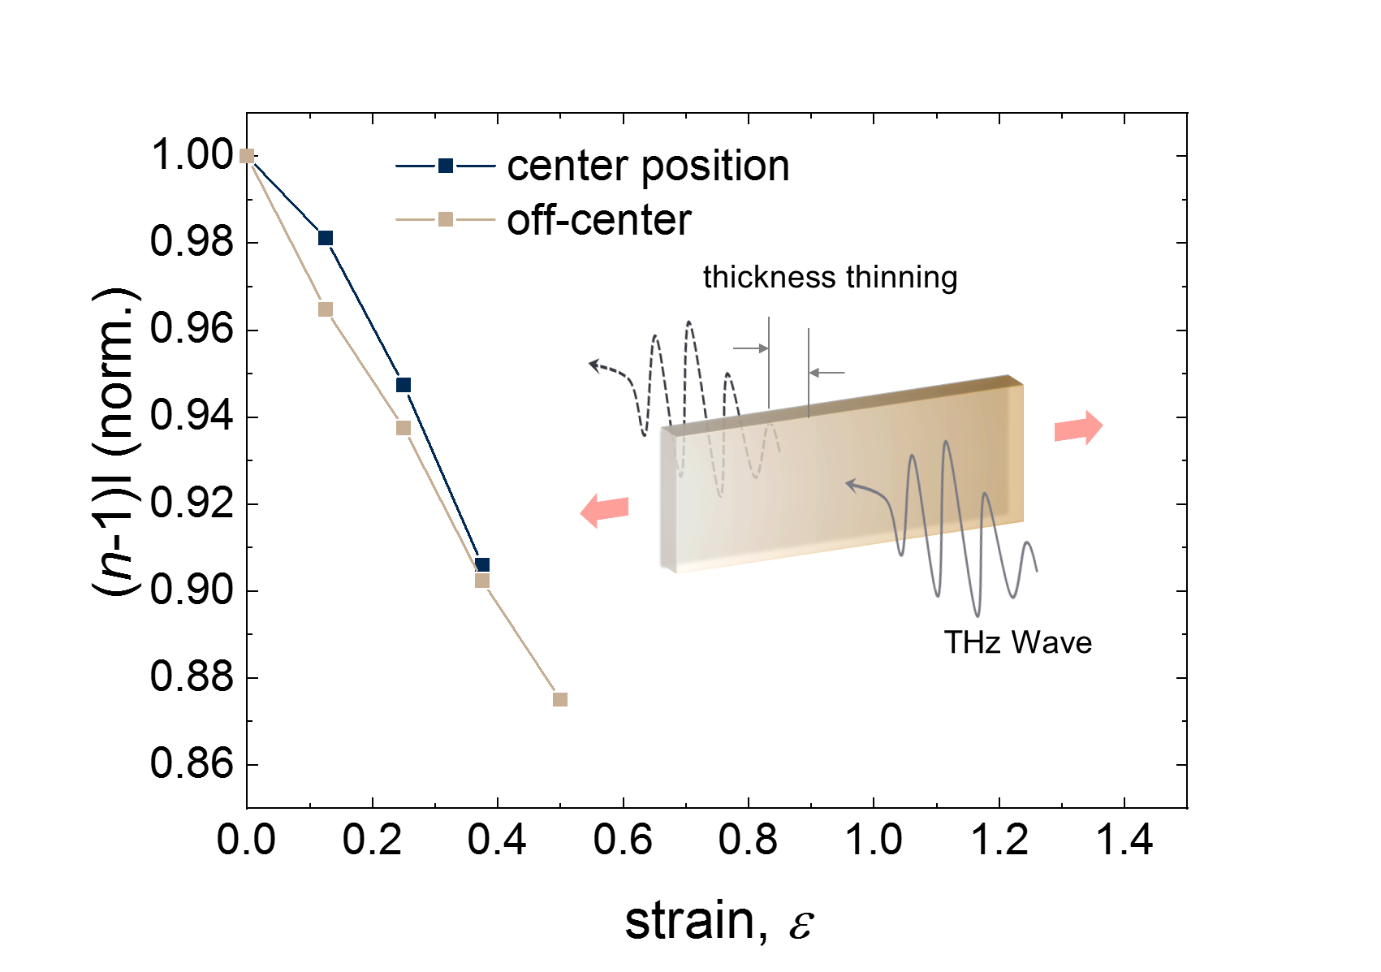 1.00
0.98
0.96
0.94
0.92
0.90
0.88
0.86
(n-1)l (norm.)
center position
off-center
thickness thinning
THz Wave
0.0 0.2 0.4 0.6 0.8 1.0 1.2 1.4
strain, ε